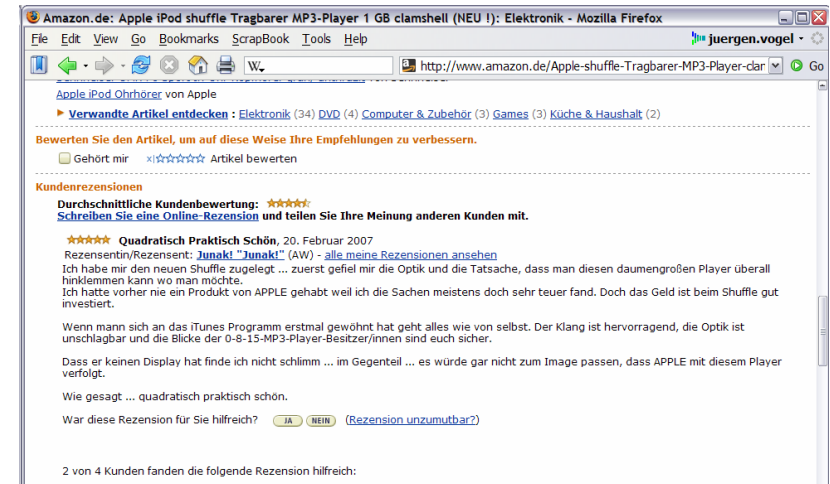 Amazon.de: Apple iPod shuffle Tragbarer MP3-Player 1 GB clamshell (NEU !): Elektronik - Mozilla Firefox
File Edit View Go Bookmarks ScrapBook Tools Help juergen.vogel
W. http://www.amazon.de/Apple-shuffle-Tragbarer-MP3-Player-clar Go
Apple iPod Ohrhörer von Apple
Verwandte Artikel entdecken : Elektronik (34) DVD (4) Computer & Zubehör (3) Games (3) Küche & Haushalt (2)
Bewerten Sie den Artikel, um auf diese Weise Ihre Empfehlungen zu verbessern.
Gehört mir x| Artikel bewerten
Kundenrezensionen
Durchschnittliche Kundenbewertung:
Schreiben Sie eine Online-Rezension und teilen Sie Ihre Meinung anderen Kunden mit.
Quadratisch Praktisch Schön, 20. Februar 2007
Rezensentin/Rezensent: Junak! "Junak!" (AW) - alle meine Rezensionen ansehen
Ich habe mir den neuen Shuffle zugelegt ... zuerst gefiel mir die Optik und die Tatsache, dass man diesen daumengroßen Player überall
hinklemmen kann wo man möchte.
Ich hatte vorher nie ein Produkt von APPLE gehabt weil ich die Sachen meistens doch sehr teuer fand. Doch das Geld ist beim Shuffle gut
investiert.
Wenn mann sich an das iTunes Programm erstmal gewöhnt hat geht alles wie von selbst. Der Klang ist hervorragend, die Optik ist
unschlagbar und die Blicke der 0-8-15-MP3-Player-Besitzer/innen sind euch sicher.
Dass er keinen Display hat finde ich nicht schlimm ... im Gegenteil ... es würde gar nicht zum Image passen, dass APPLE mit diesem Player
verfolgt.
Wie gesagt ... quadratisch praktisch schön.
War diese Rezension für Sie hilfreich? JA NEIN (Rezension unzumutbar?)
2 von 4 Kunden fanden die folgende Rezension hilfreich: